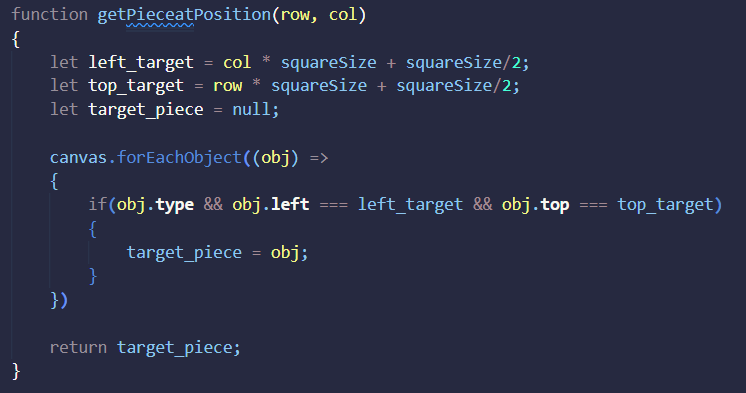 function getPieceatPosition(row, col)
{
    let left_target = col * squareSize + squareSize/2;
    let top_target = row * squareSize + squareSize/2;
    let target_piece = null;

    canvas.forEachObject((obj) =>
    {
        if(obj.type && obj.left === left_target && obj.top === top_target)
        {
            target_piece = obj;
        }
    })

    return target_piece;
}